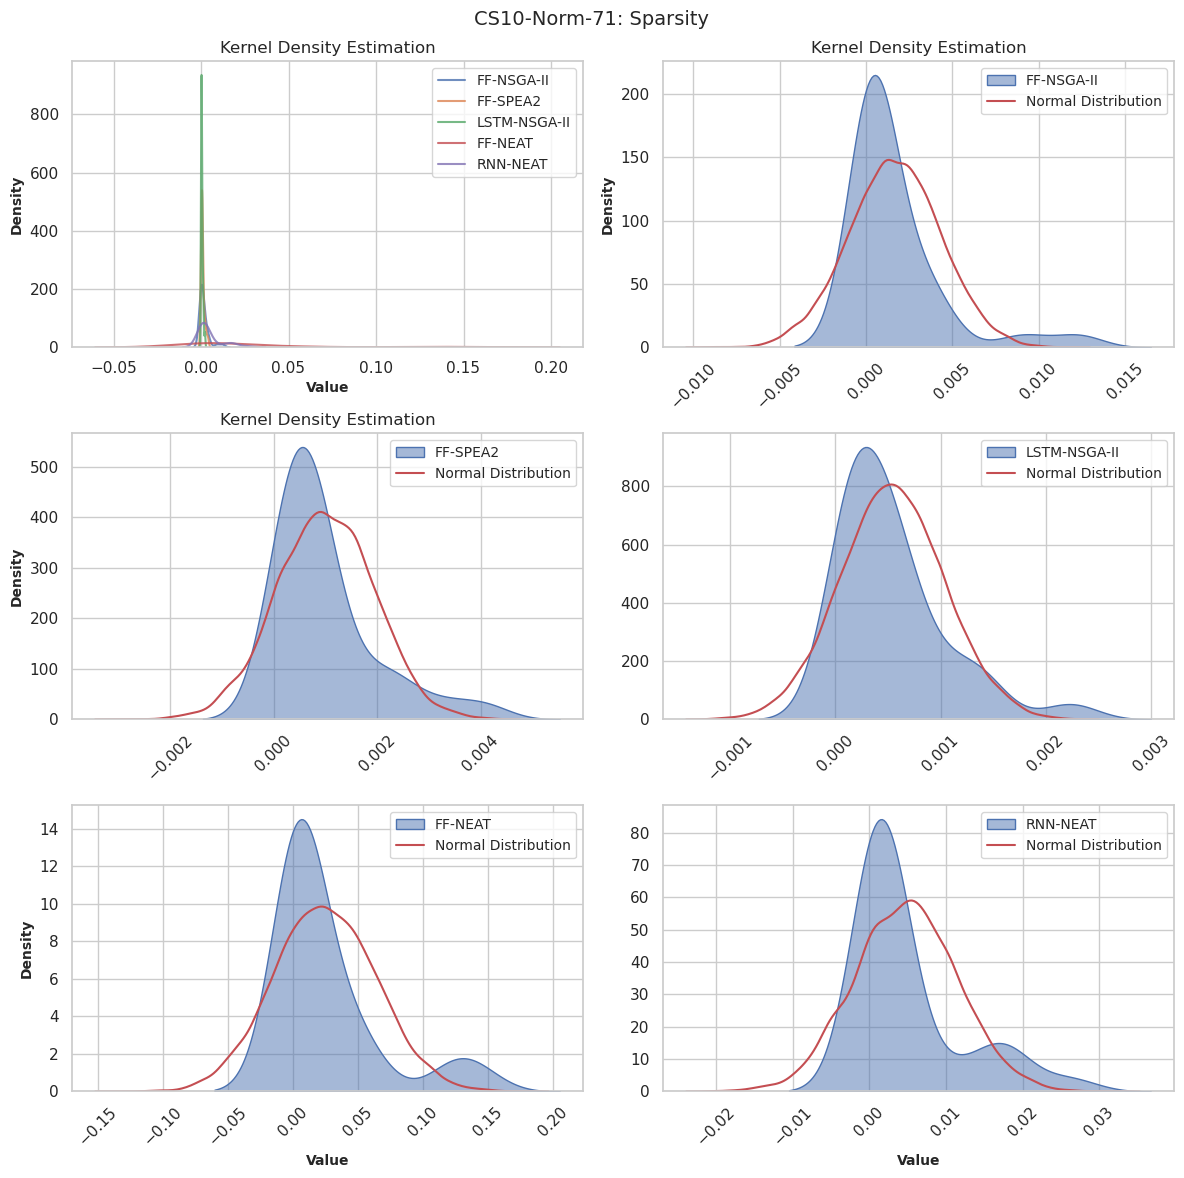 CS10-Norm-71: Sparsity
Kernel Density Estimation
Density
800
600
400
200
0
−0.05
0.00
0.05
0.10
0.15
0.20
Value
FF-NSGA-II
FF-SPEA2
LSTM-NSGA-II
FF-NEAT
RNN-NEAT
Kernel Density Estimation
Density
200
150
100
50
0
−0.010
−0.005
0.000
0.005
0.010
0.015
FF-NSGA-II
Normal Distribution
Kernel Density Estimation
Density
500
400
300
200
100
0
−0.002
0.000
0.002
0.004
FF-SPEA2
Normal Distribution
800
600
400
200
0
−0.001
0.000
0.001
0.002
0.003
LSTM-NSGA-II
Normal Distribution
Density
14
12
10
8
6
4
2
0
−0.15
−0.10
−0.05
0.00
0.05
0.10
0.15
0.20
Value
FF-NEAT
Normal Distribution
80
70
60
50
40
30
20
10
0
−0.02
−0.01
0.00
0.01
0.02
0.03
Value
RNN-NEAT
Normal Distribution